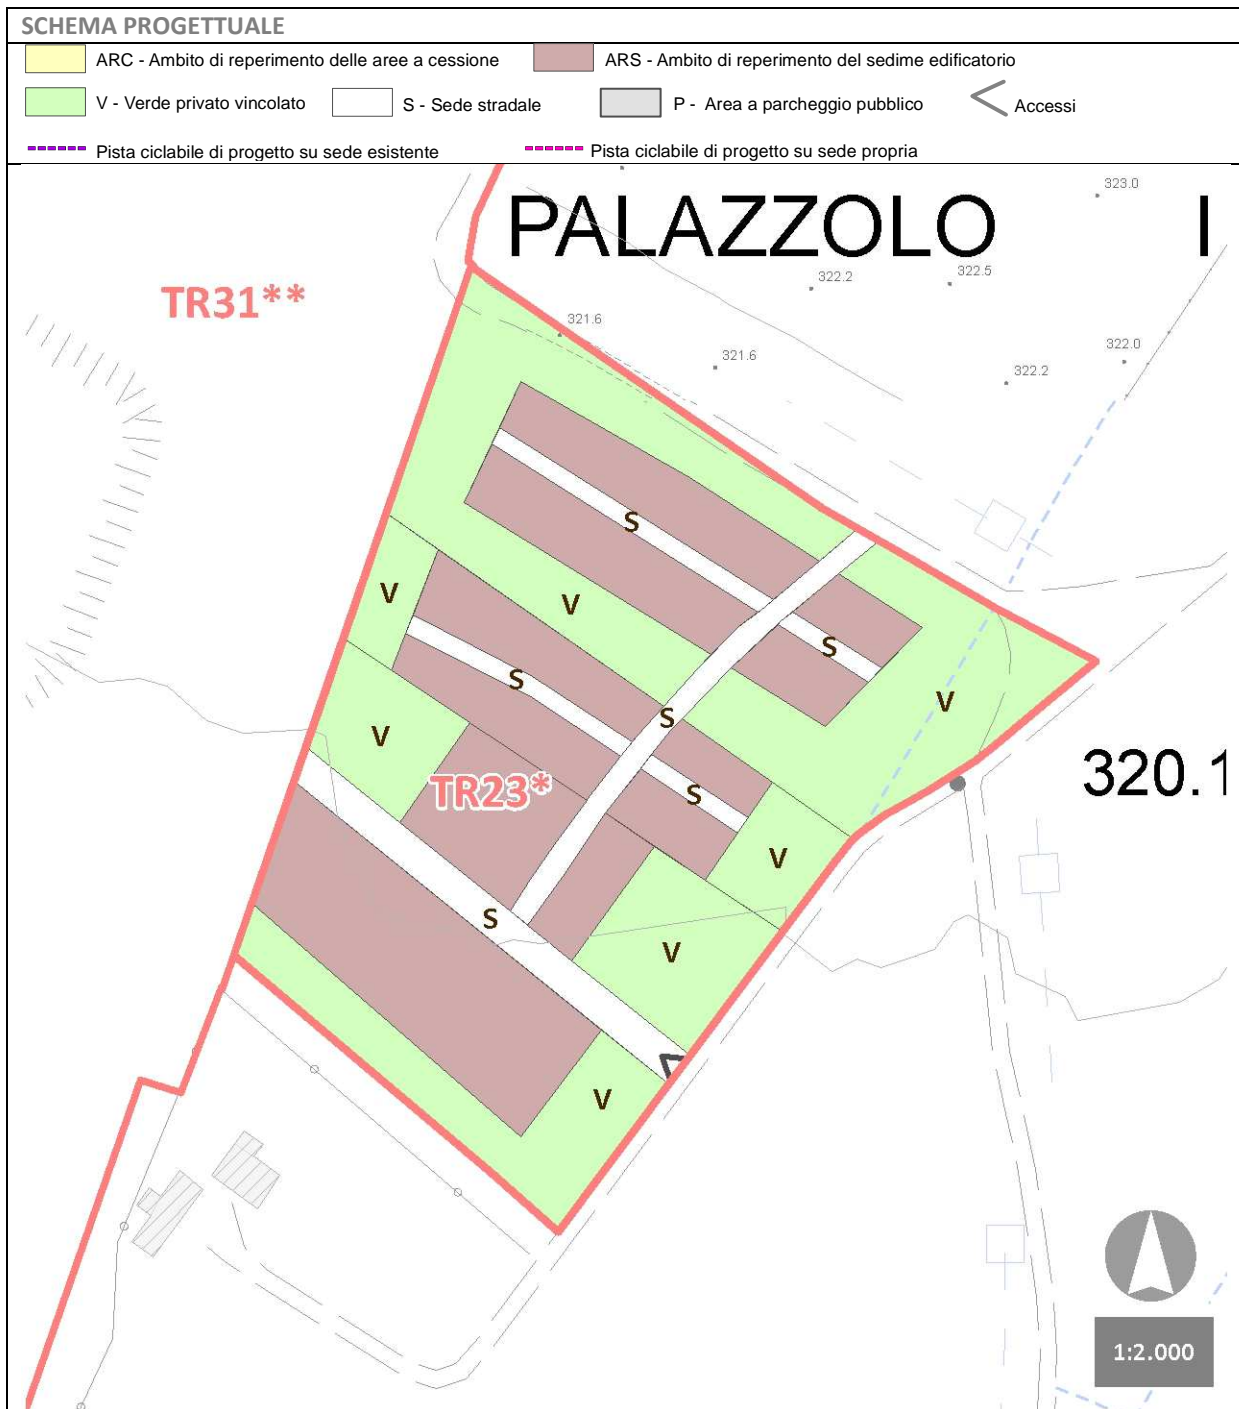 SCHEMA PROGETTUALE
ARC - Ambito di reperimento delle aree a cessione
ARS - Ambito di reperimento del sedime edificatorio
V - Verde privato vincolato
S - Sede stradale
P - Area a parcheggio pubblico
Accessi
Pista ciclabile di progetto su sede esistente
Pista ciclabile di progetto su sede propria
PALAZZOLO I
323.0
322.2
322.5
TR31**
321.6
321.6
322.0
322.2
S
V
V
S
S
V
S
V
TR23*
320.1
S
V
S
V
V
1:2.000